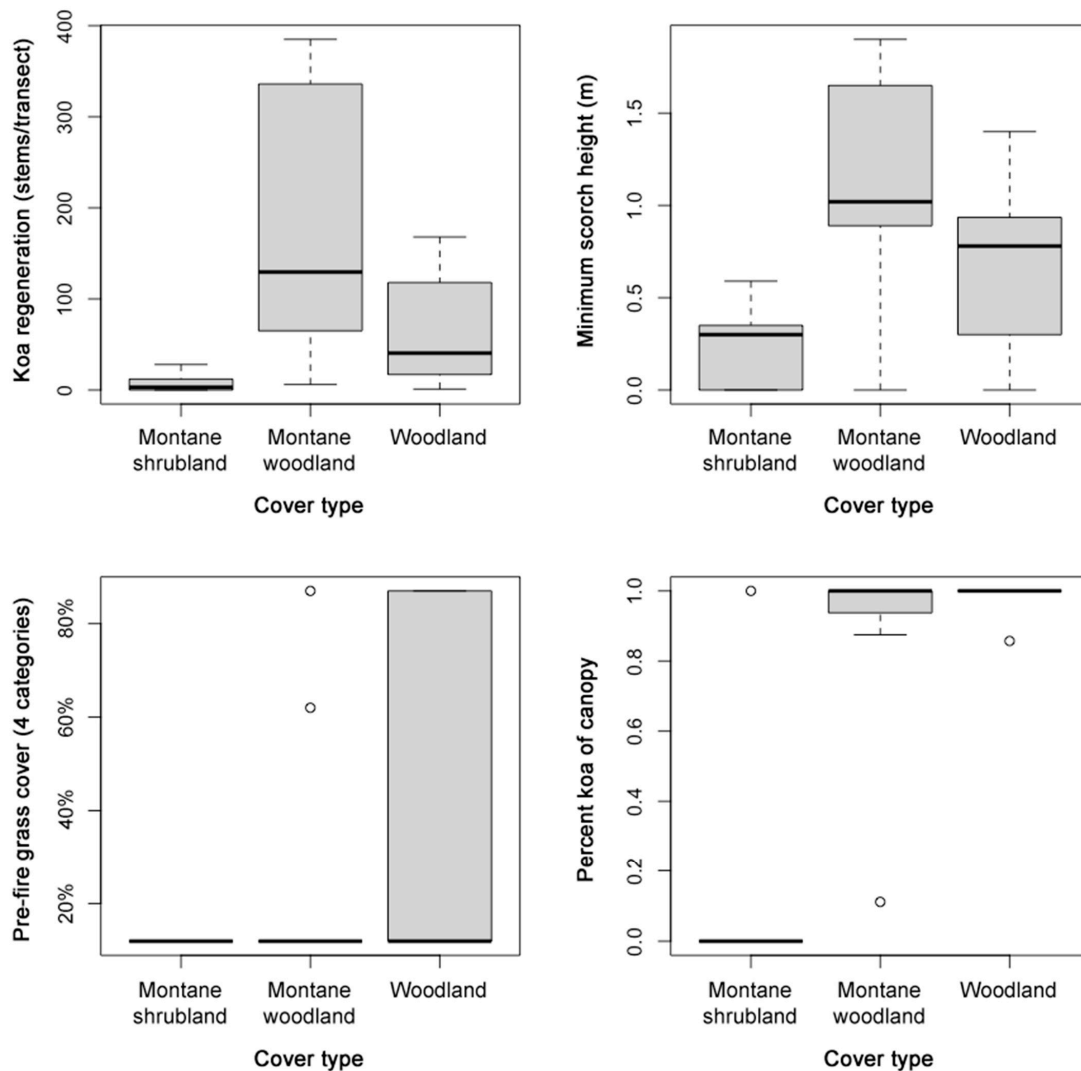 Koa regeneration (stems/transect)
400
300
200
100
0
Montane
shrubland
Montane
woodland
Woodland
Cover type
Minimum scorch height (m)
1.5
1.0
0.5
0.0
Montane
shrubland
Montane
woodland
Woodland
Cover type
Pre-fire grass cover (4 categories)
80%
60%
40%
20%
Montane
shrubland
Montane
woodland
Woodland
Cover type
Percent koa of canopy
1.0
0.8
0.6
0.4
0.2
0.0
Montane
shrubland
Montane
woodland
Woodland
Cover type